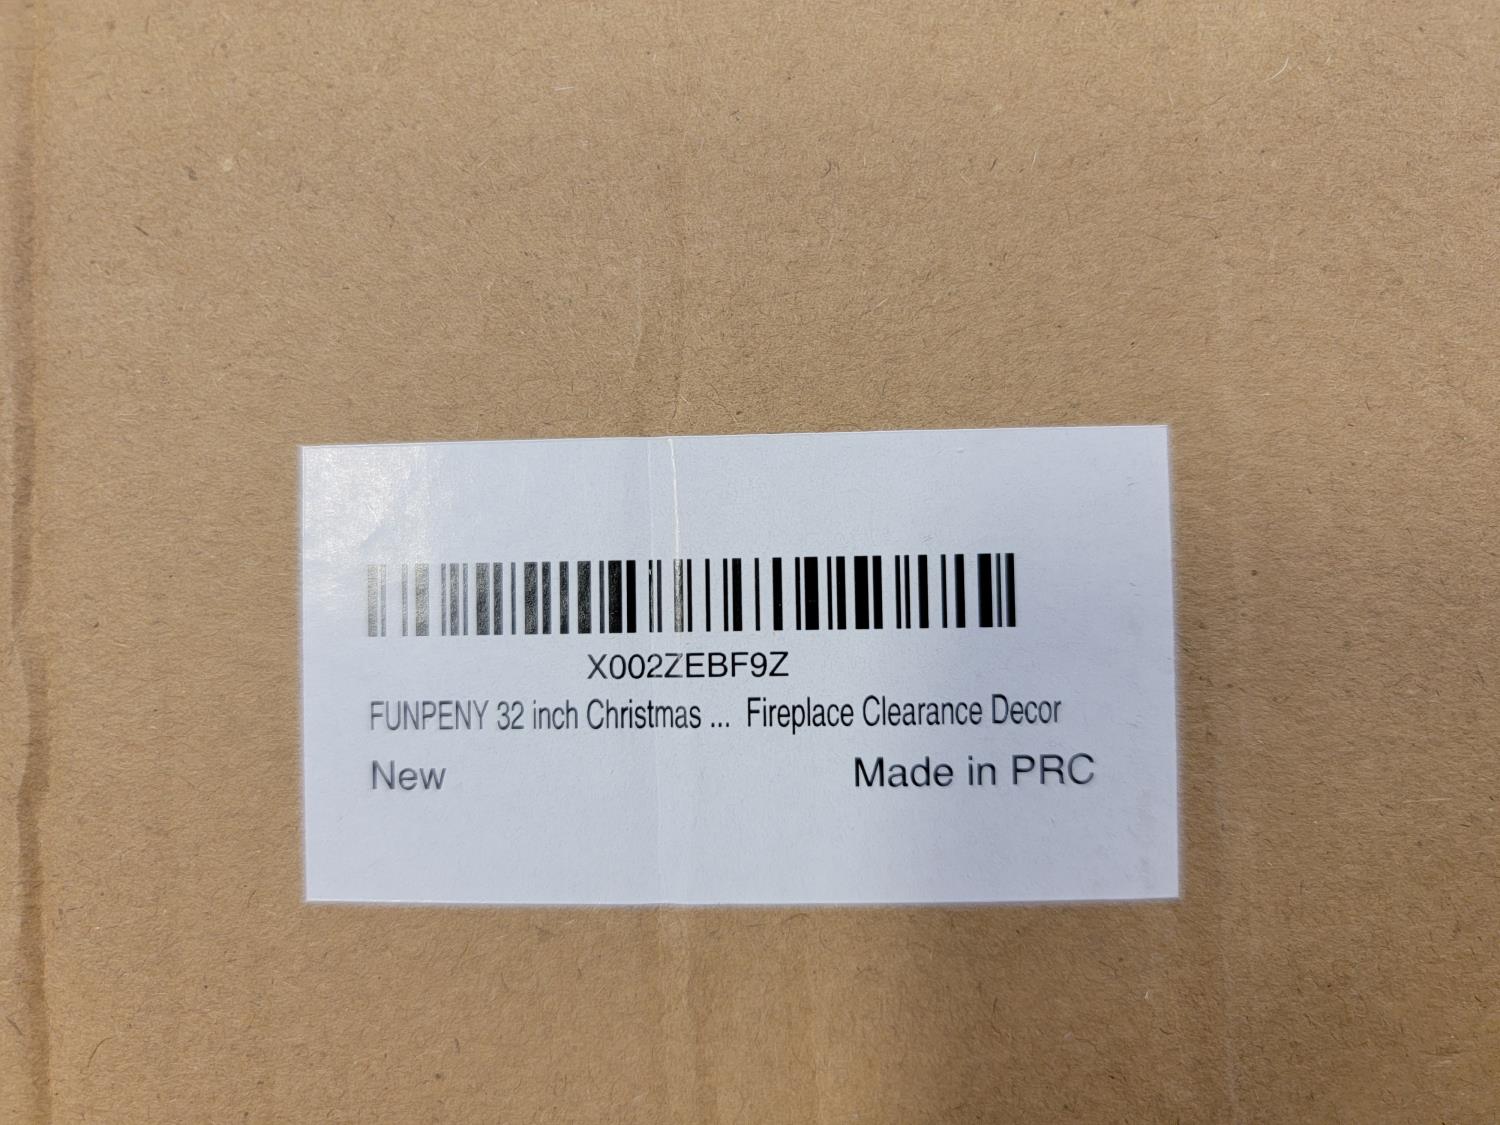 X002ZEBF9Z
FUNPENY 32 inch Christmas ... Fireplace Clearance Decor
New Made in PRC